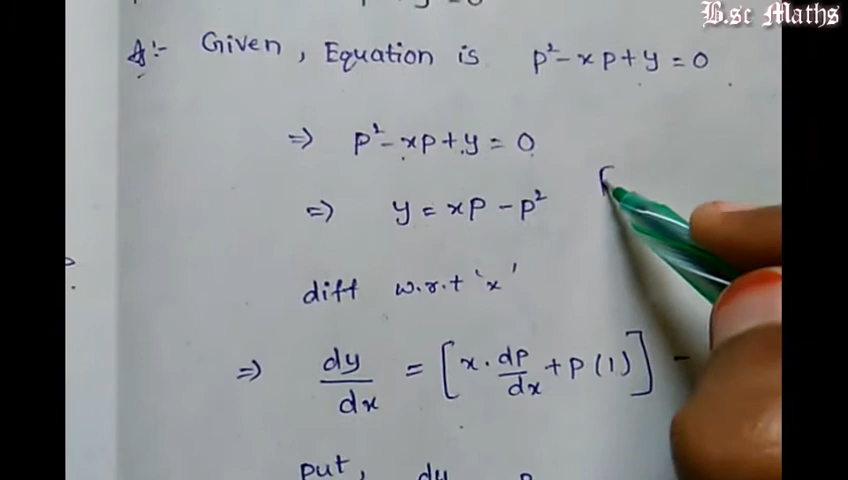 B.sc Maths
A:- Given, Equation is p² - xp + y = 0
⇒ p² - xp + y = 0
⇒ y = xp - p²
diff w.r.t 'x'
⇒ dy/dx = [x · dp/dx + p(1)] -
put, dy